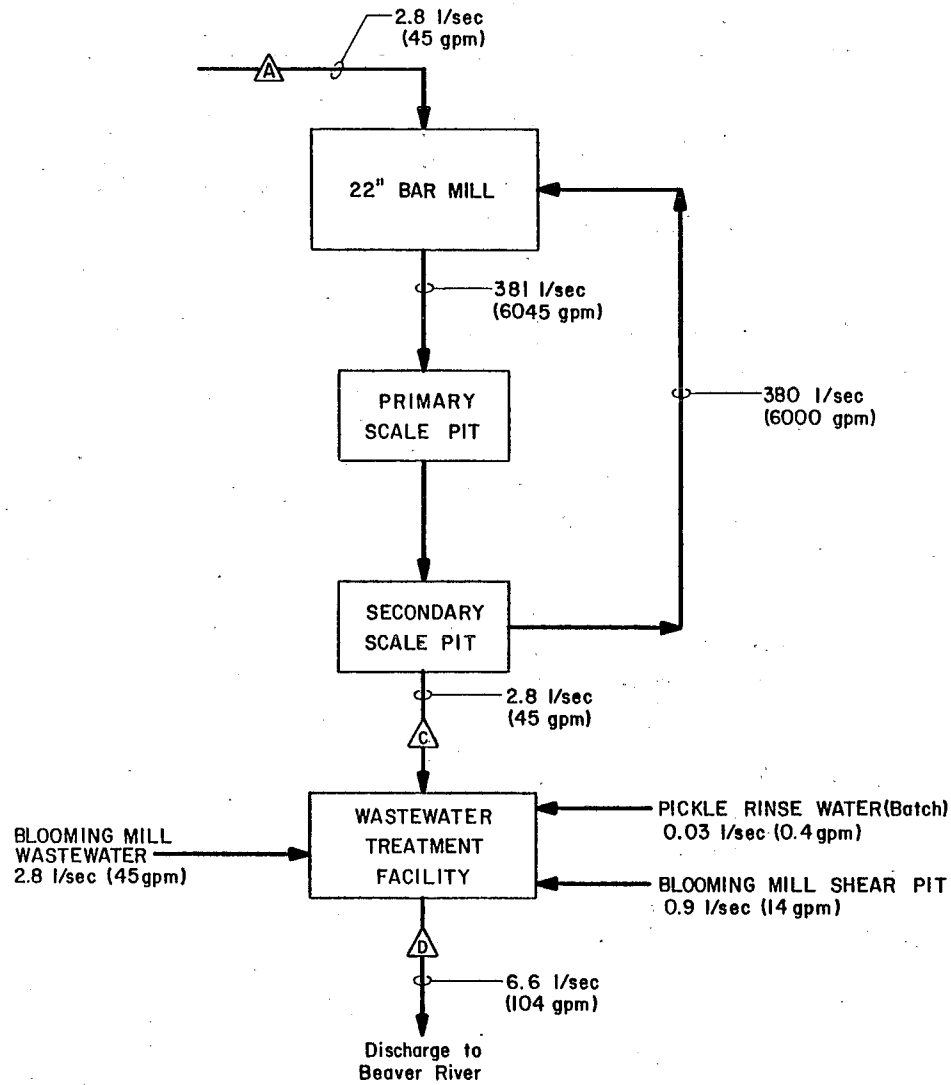 2.8 l/sec
(45 gpm)
A
22" BAR MILL
381 l/sec
(6045 gpm)
PRIMARY
SCALE PIT
380 l/sec
(6000 gpm)
SECONDARY
SCALE PIT
2.8 l/sec
(45 gpm)
C
WASTEWATER
TREATMENT
FACILITY
PICKLE RINSE WATER(Batch)
0.03 l/sec (0.4gpm)
BLOOMING MILL
WASTEWATER
2.8 l/sec (45gpm)
BLOOMING MILL SHEAR PIT
0.9 l/sec (14 gpm)
D
6.6 l/sec
(104 gpm)
Discharge to
Beaver River